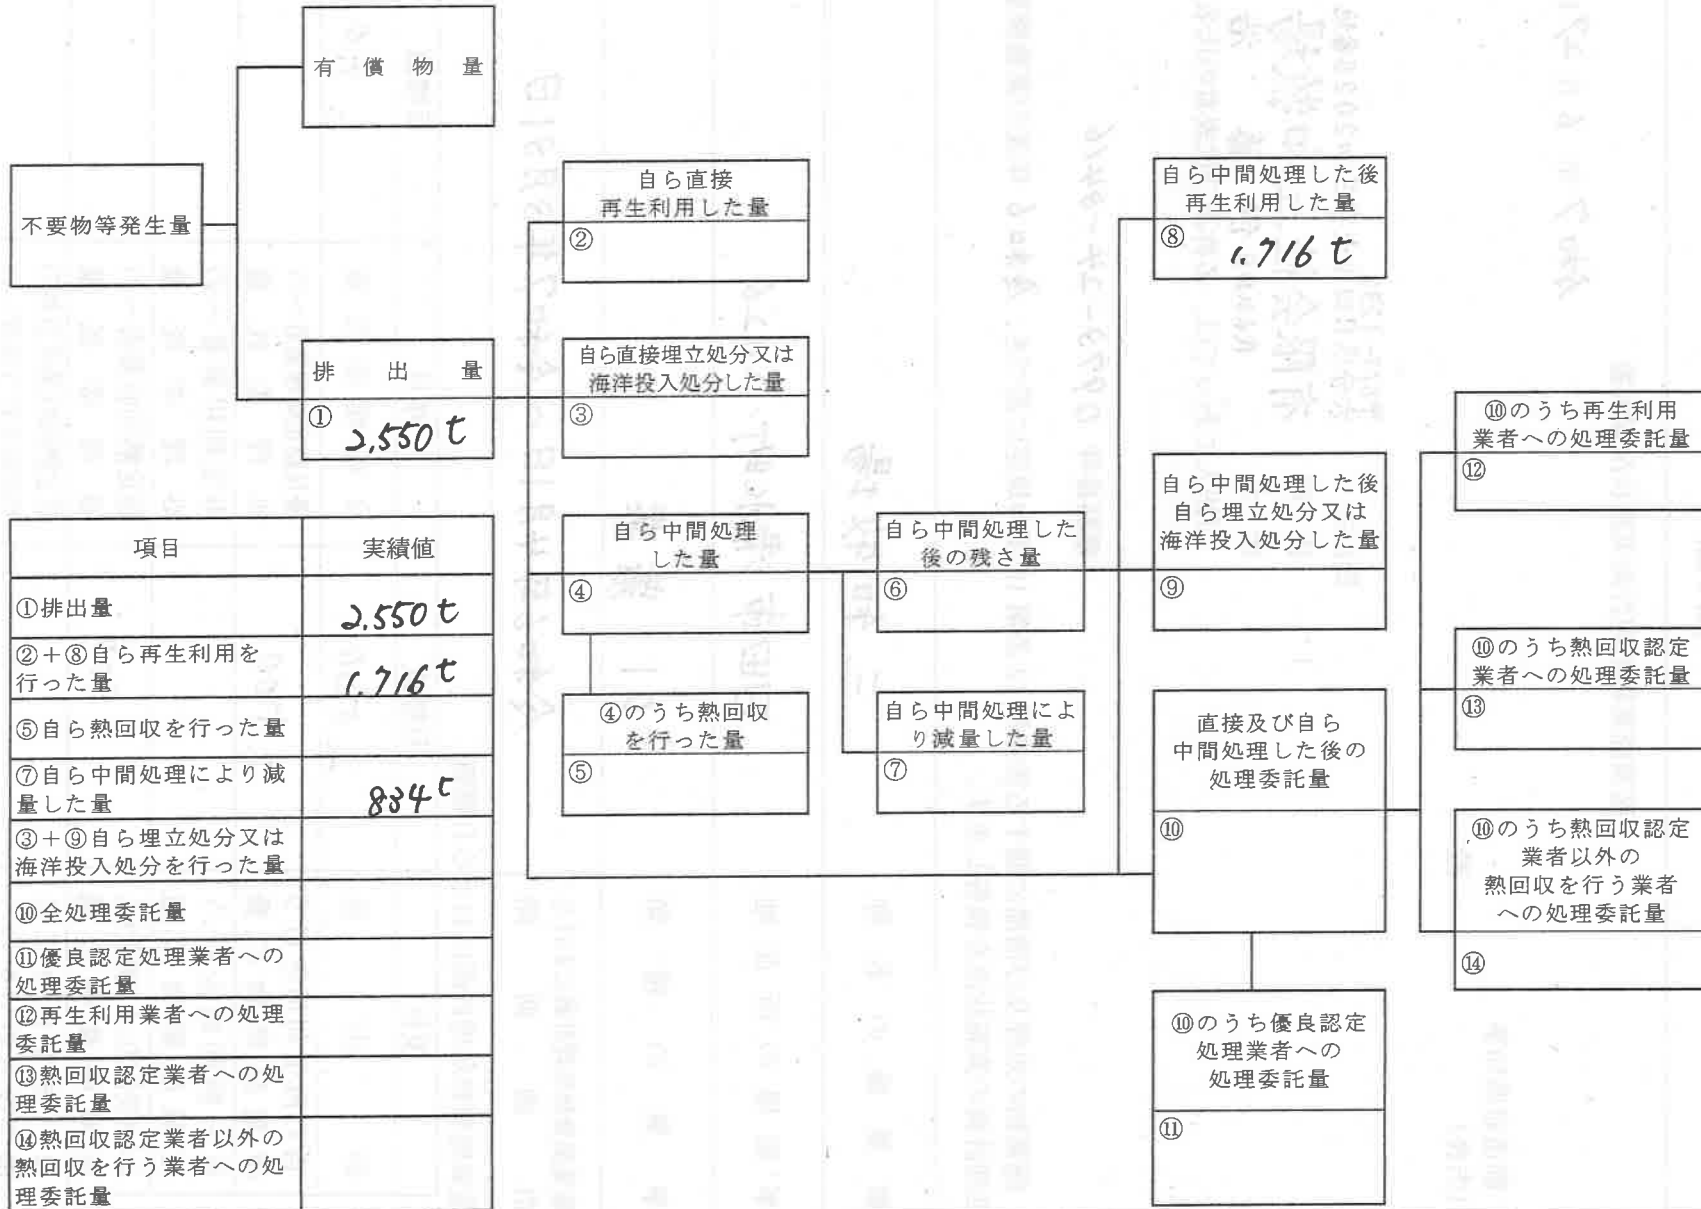 有償物量
不要物等発生量
排出量
①
2,550 t
自ら直接
再生利用した量
②
自ら直接埋立処分又は
海洋投入処分した量
③
自ら中間処理
した量
④
④のうち熱回収
を行った量
⑤
自ら中間処理した
後の残さ量
⑥
自ら中間処理によ
り減量した量
⑦
自ら中間処理した後
再生利用した量
⑧
1,716 t
自ら中間処理した後
自ら埋立処分又は
海洋投入処分した量
⑨
直接及び自ら
中間処理した後の
処理委託量
⑩
⑩のうち優良認定
処理業者への
処理委託量
⑪
⑩のうち再生利用
業者への処理委託量
⑫
⑩のうち熱回収認定
業者への処理委託量
⑬
⑩のうち熱回収認定
業者以外の
熱回収を行う業者
への処理委託量
⑭
項目 実績値
①排出量 2.550 t
②+⑧自ら再生利用を
行った量 1.716 t
⑤自ら熱回収を行った量
⑦自ら中間処理により減
量した量 834 t
③+⑨自ら埋立処分又は
海洋投入処分を行った量
⑩全処理委託量
⑪優良認定処理業者への
処理委託量
⑫再生利用業者への処理
委託量
⑬熱回収認定業者への処
理委託量
⑭熱回収認定業者以外の
熱回収を行う業者への処
理委託量